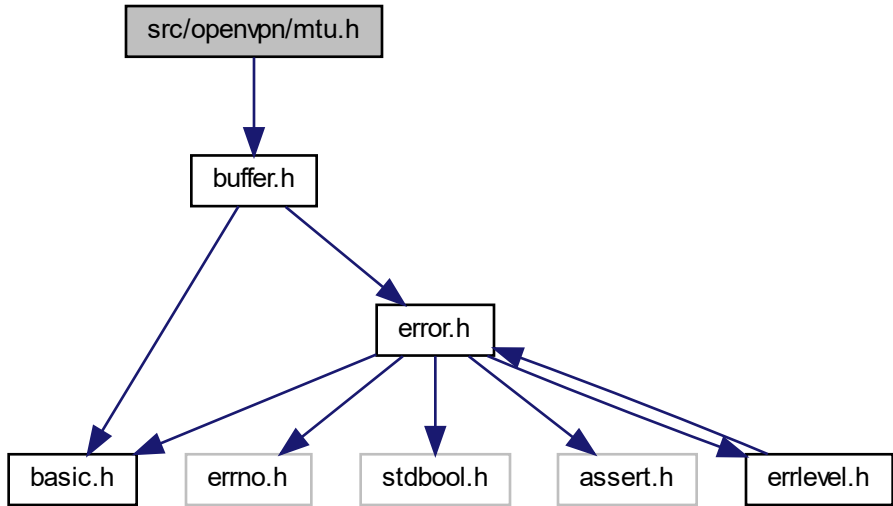 src/openvpn/mtu.h
buffer.h
error.h
basic.h
errno.h
stdbool.h
assert.h
errlevel.h